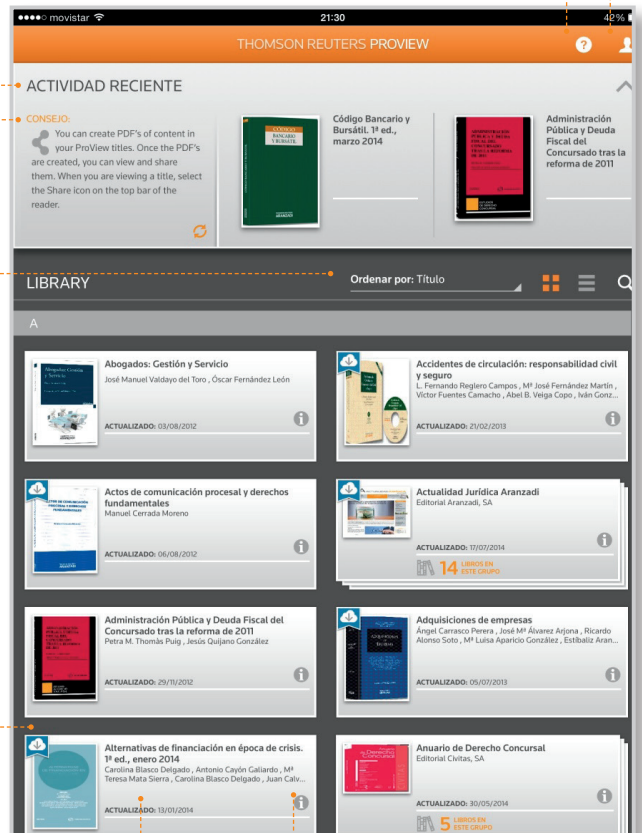 movistar 21:30 42%
THOMSON REUTERS PROVIEW
ACTIVIDAD RECIENTE
CONSEJO:
You can create PDF's of content in
your ProView titles. Once the PDF's
are created, you can view and share
them. When you are viewing a title, select
the Share icon on the top bar of the
reader.
CÓDIGO
BANCARIO
Y BURSÁTIL
ARANZADI
Código Bancario y
Bursátil. 1ª ed.,
marzo 2014
Administración
Pública y Deuda
Fiscal del
Concursado tras la
reforma de 2011
LIBRARY
Ordenar por: Título
A
Abogados: Gestión y Servicio
José Manuel Valdayo del Toro , Óscar Fernández León
ACTUALIZADO: 03/08/2012
Accidentes de circulación: responsabilidad civil
y seguro
L. Fernando Reglero Campos , Mª José Fernández Martín ,
Víctor Fuentes Camacho , Abel B. Veiga Copo , Iván Gonz...
ACTUALIZADO: 21/02/2013
Actos de comunicación procesal y derechos
fundamentales
Manuel Cerrada Moreno
ACTUALIZADO: 06/08/2012
Actualidad Jurídica Aranzadi
Editorial Aranzadi, SA
ACTUALIZADO: 17/07/2014
14 LIBROS EN
ESTE GRUPO
Administración Pública y Deuda Fiscal del
Concursado tras la reforma de 2011
Petra M. Thomàs Puig , Jesús Quijano González
ACTUALIZADO: 29/11/2012
Adquisiciones de empresas
Ángel Carrasco Perera , José Mª Álvarez Arjona , Ricardo
Alonso Soto , Mª Luisa Aparicio González , Estíbaliz Aran...
ACTUALIZADO: 05/07/2013
Alternativas de financiación en época de crisis.
1ª ed., enero 2014
Carolina Blasco Delgado , Antonio Cayón Galiardo , Mª
Teresa Mata Sierra , Carolina Blasco Delgado , Juan Calv...
ACTUALIZADO: 13/01/2014
Anuario de Derecho Concursal
Editorial Civitas, SA
ACTUALIZADO: 30/05/2014
5 LIBROS EN
ESTE GRUPO